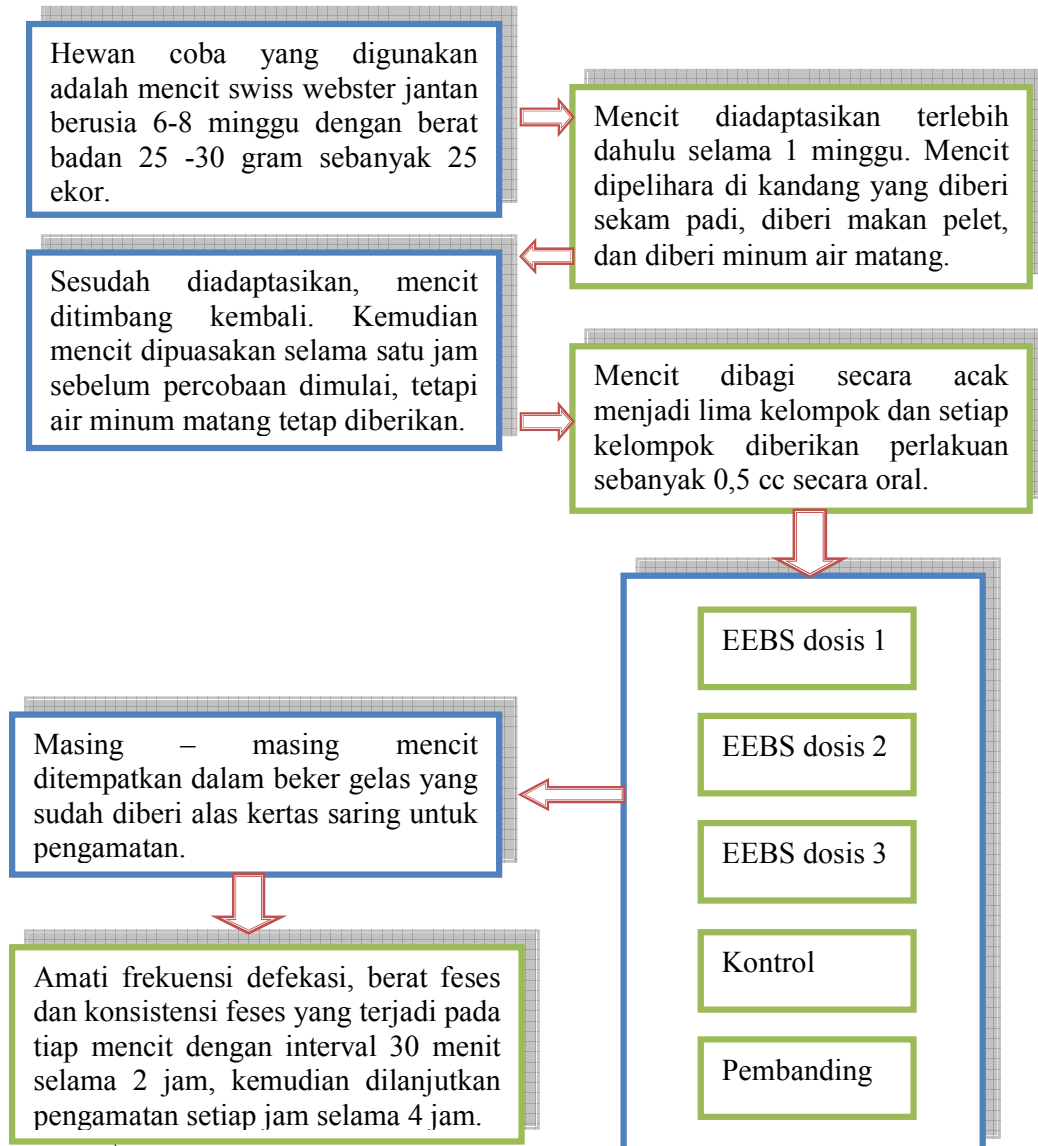 Hewan coba yang digunakan
adalah mencit swiss webster jantan
berusia 6-8 minggu dengan berat
badan 25 -30 gram sebanyak 25
ekor.
Mencit diadaptasikan terlebih
dahulu selama 1 minggu. Mencit
dipelihara di kandang yang diberi
sekam padi, diberi makan pelet,
dan diberi minum air matang.
Sesudah diadaptasikan, mencit
ditimbang kembali. Kemudian
mencit dipuasakan selama satu jam
sebelum percobaan dimulai, tetapi
air minum matang tetap diberikan.
Mencit dibagi secara acak
menjadi lima kelompok dan setiap
kelompok diberikan perlakuan
sebanyak 0,5 cc secara oral.
EEBS dosis 1
EEBS dosis 2
EEBS dosis 3
Kontrol
Pembanding
Masing – masing mencit
ditempatkan dalam beker gelas yang
sudah diberi alas kertas saring untuk
pengamatan.
Amati frekuensi defekasi, berat feses
dan konsistensi feses yang terjadi pada
tiap mencit dengan interval 30 menit
selama 2 jam, kemudian dilanjutkan
pengamatan setiap jam selama 4 jam.